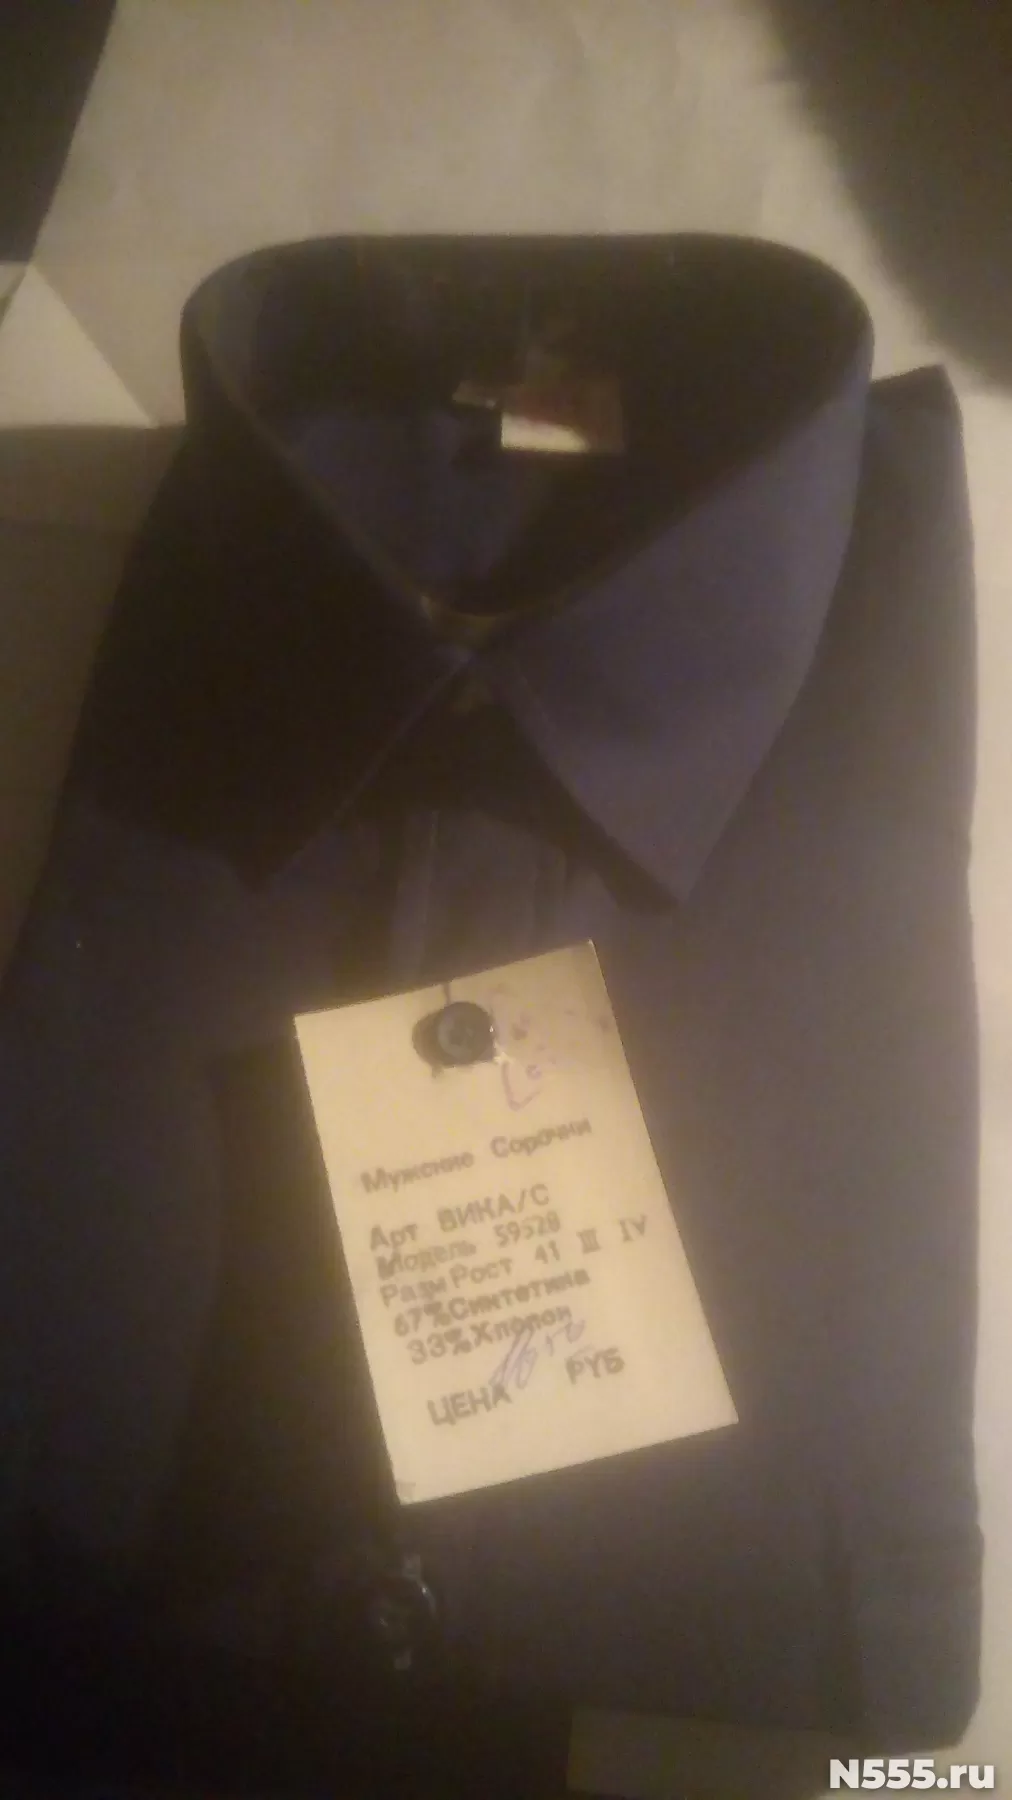 Мужские Сорочки
Арт ВИКА/С
Модель 59528
Разм Рост 41 III IV
67%Синтетика
33%Хлопок
ЦЕНА РУБ
N555.ru